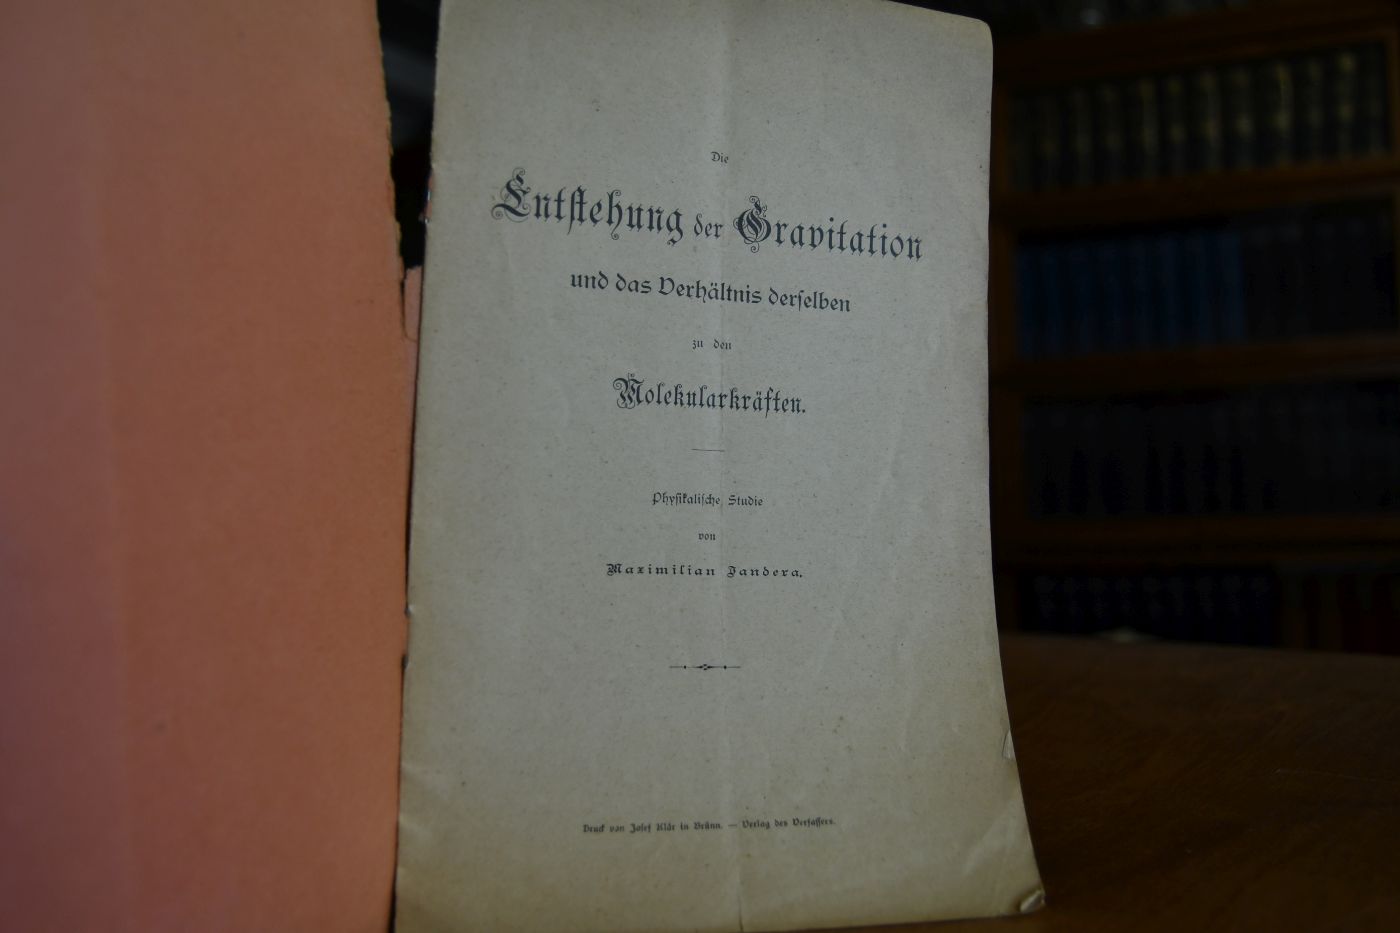 Die
Entstehung der Gravitation
und das Verhältnis derselben
zu den
Molekularkräften.
Physikalische Studie
von
Maximilian Jandera.
Druck von Josef Klär in Brünn. — Verlag des Verfassers.